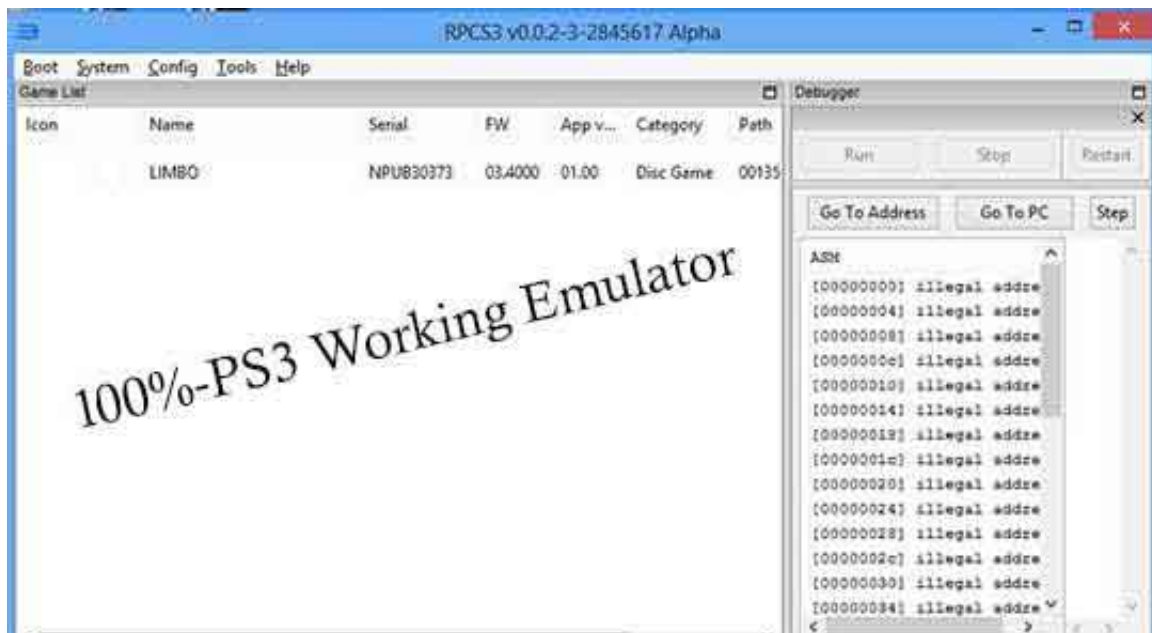 RPCS3 v0.0.2-3-2845617 Alpha
Boot System Config Tools Help
Game List
Icon Name Serial FW App v... Category Path
LIMBO NPUB30373 03.4000 01.00 Disc Game 00135
100%-PS3 Working Emulator
Debugger
Run Stop Restart
Go To Address Go To PC Step
ASM
[00000000] illegal addre
[00000004] illegal addre
[00000008] illegal addre
[0000000c] illegal addre
[00000010] illegal addre
[00000014] illegal addre
[00000018] illegal addre
[0000001c] illegal addre
[00000020] illegal addre
[00000024] illegal addre
[00000028] illegal addre
[0000002c] illegal addre
[00000030] illegal addre
[00000034] illegal addre